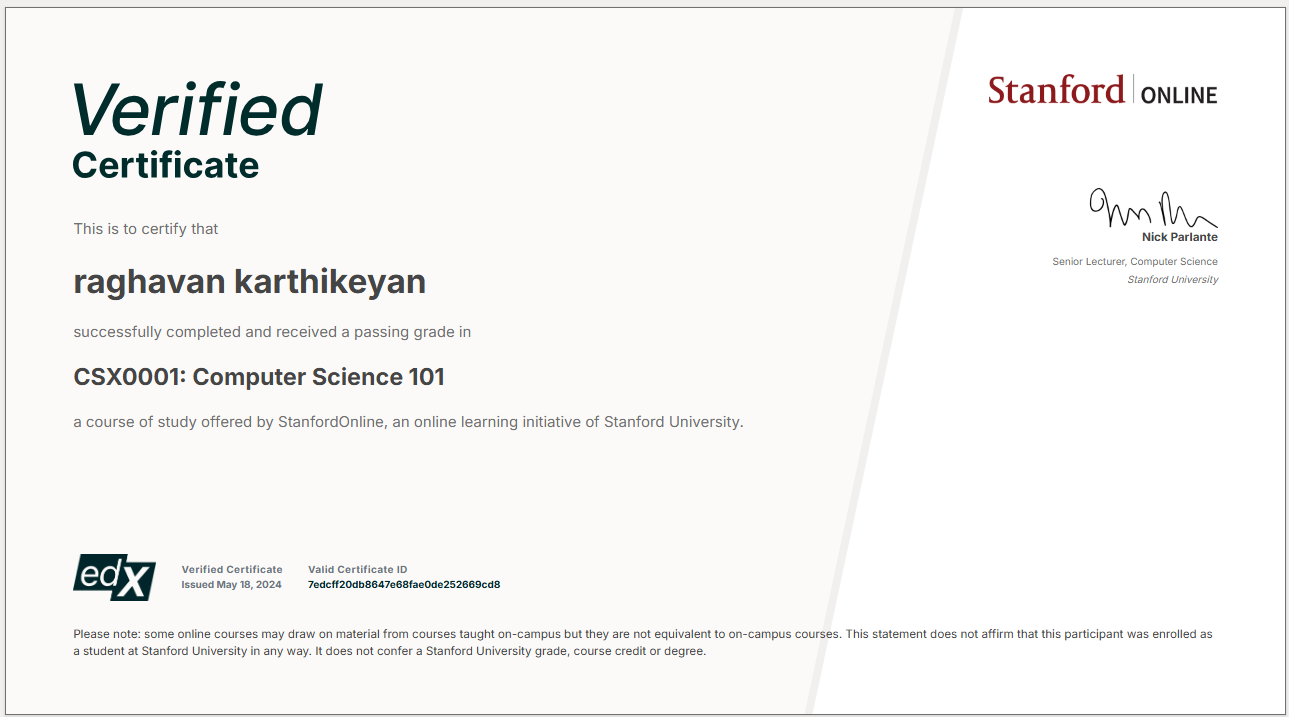 Verified
Certificate
This is to certify that
raghavan karthikeyan
successfully completed and received a passing grade in
CSX0001: Computer Science 101
a course of study offered by StanfordOnline, an online learning initiative of Stanford University.
Stanford | ONLINE
Nick Parlante
Senior Lecturer, Computer Science
Stanford University
edX
Verified Certificate
Issued May 18, 2024
Valid Certificate ID
7edcff20db8647e68fae0de252669cd8
Please note: some online courses may draw on material from courses taught on-campus but they are not equivalent to on-campus courses. This statement does not affirm that this participant was enrolled as
a student at Stanford University in any way. It does not confer a Stanford University grade, course credit or degree.